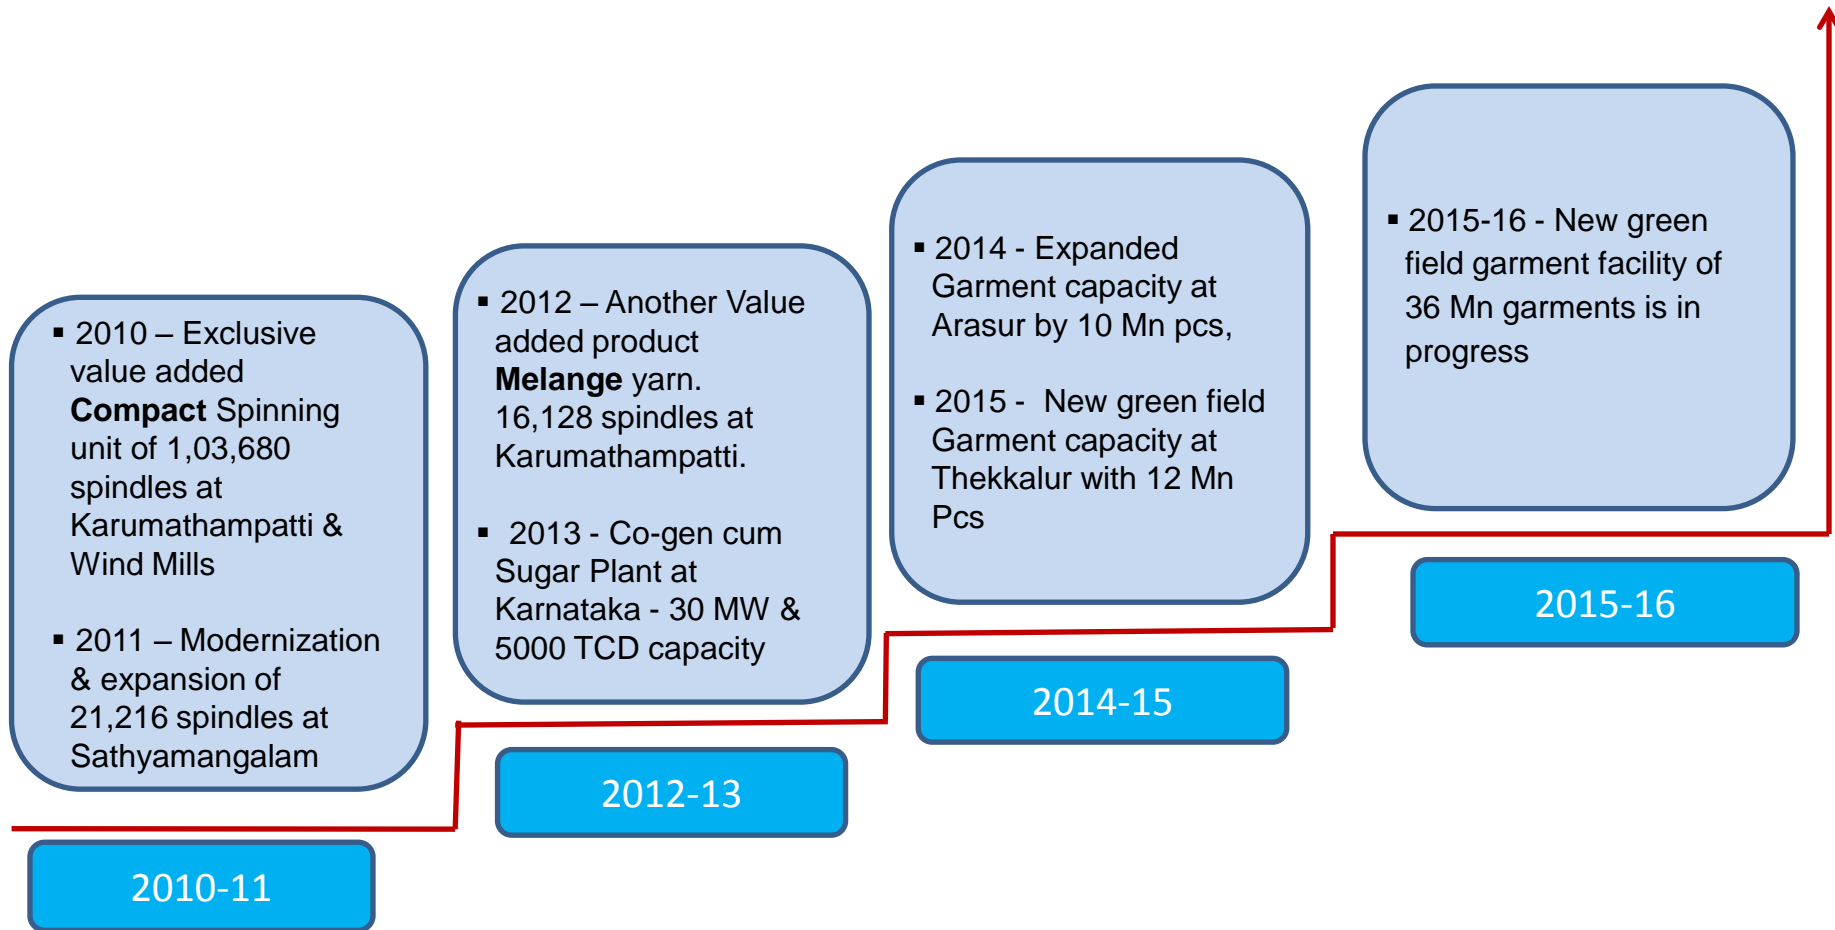 ▪ 2010 – Exclusive
value added
Compact Spinning
unit of 1,03,680
spindles at
Karumathampatti &
Wind Mills
▪ 2011 – Modernization
& expansion of
21,216 spindles at
Sathyamangalam
2010-11
▪ 2012 – Another Value
added product
Melange yarn.
16,128 spindles at
Karumathampatti.
▪ 2013 - Co-gen cum
Sugar Plant at
Karnataka - 30 MW &
5000 TCD capacity
2012-13
▪ 2014 - Expanded
Garment capacity at
Arasur by 10 Mn pcs,
▪ 2015 - New green field
Garment capacity at
Thekkalur with 12 Mn
Pcs
2014-15
▪ 2015-16 - New green
field garment facility of
36 Mn garments is in
progress
2015-16